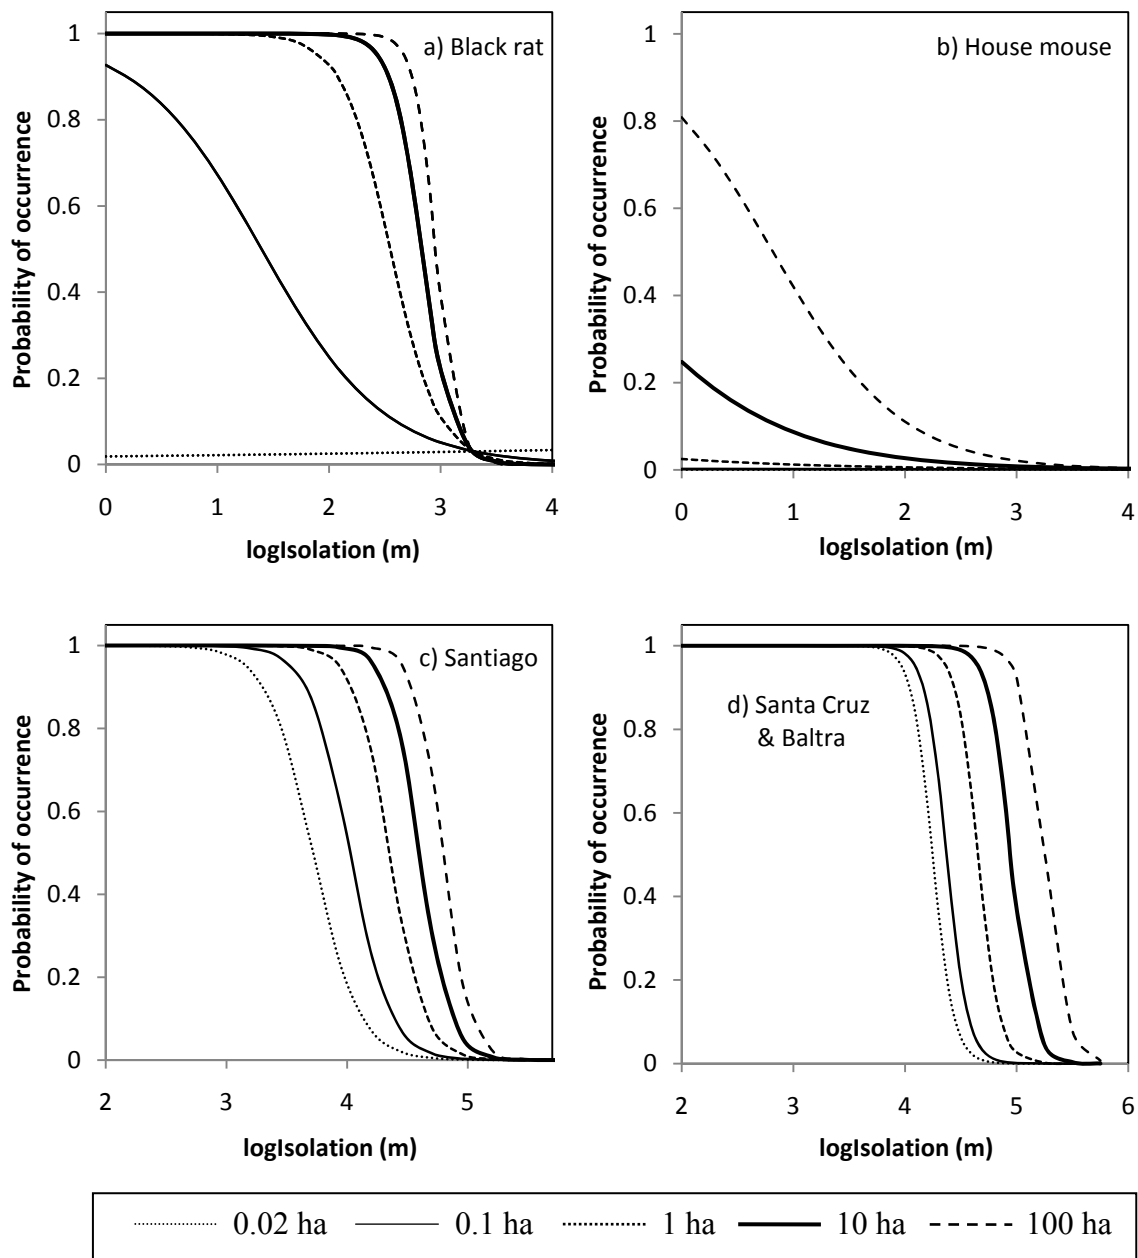 a) Black rat
Probability of occurrence
1
0.8
0.6
0.4
0.2
0
0 1 2 3 4
logIsolation (m)
b) House mouse
Probability of occurrence
1
0.8
0.6
0.4
0.2
0
0 1 2 3 4
logIsolation (m)
c) Santiago
Probability of occurrence
1
0.8
0.6
0.4
0.2
0
2 3 4 5
logIsolation (m)
d) Santa Cruz
& Baltra
Probability of occurrence
1
0.8
0.6
0.4
0.2
0
2 3 4 5 6
logIsolation (m)
0.02 ha 0.1 ha 1 ha 10 ha 100 ha